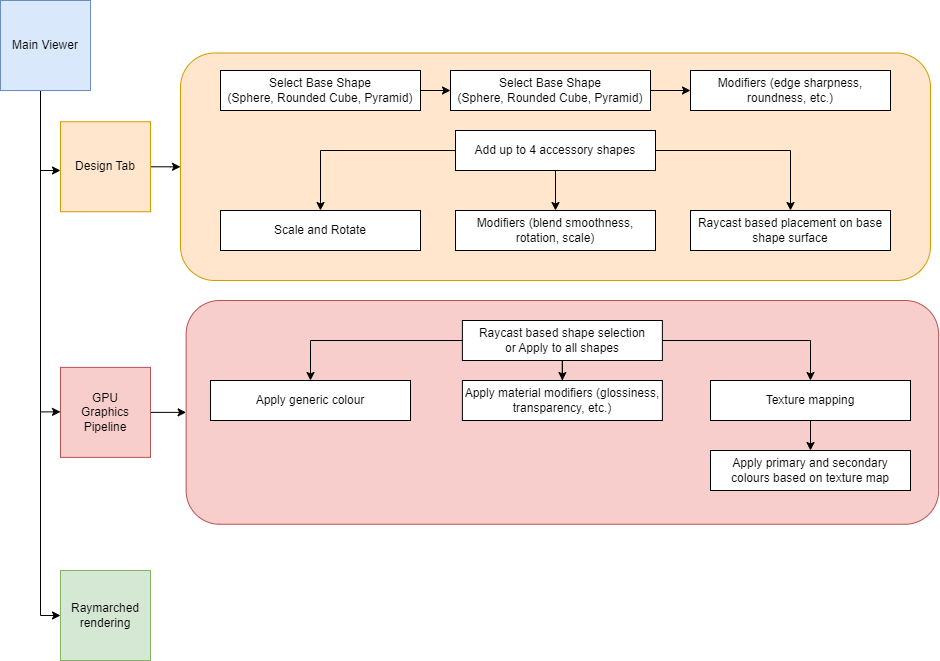 Main Viewer
Select Base Shape
(Sphere, Rounded Cube, Pyramid)
Select Base Shape
(Sphere, Rounded Cube, Pyramid)
Modifiers (edge sharpness,
roundness, etc.)
Design Tab
Add up to 4 accessory shapes
Scale and Rotate
Modifiers (blend smoothness,
rotation, scale)
Raycast based placement on base
shape surface
GPU
Graphics
Pipeline
Raycast based shape selection
or Apply to all shapes
Apply generic colour
Apply material modifiers (glossiness,
transparency, etc.)
Texture mapping
Apply primary and secondary
colours based on texture map
Raymarched
rendering